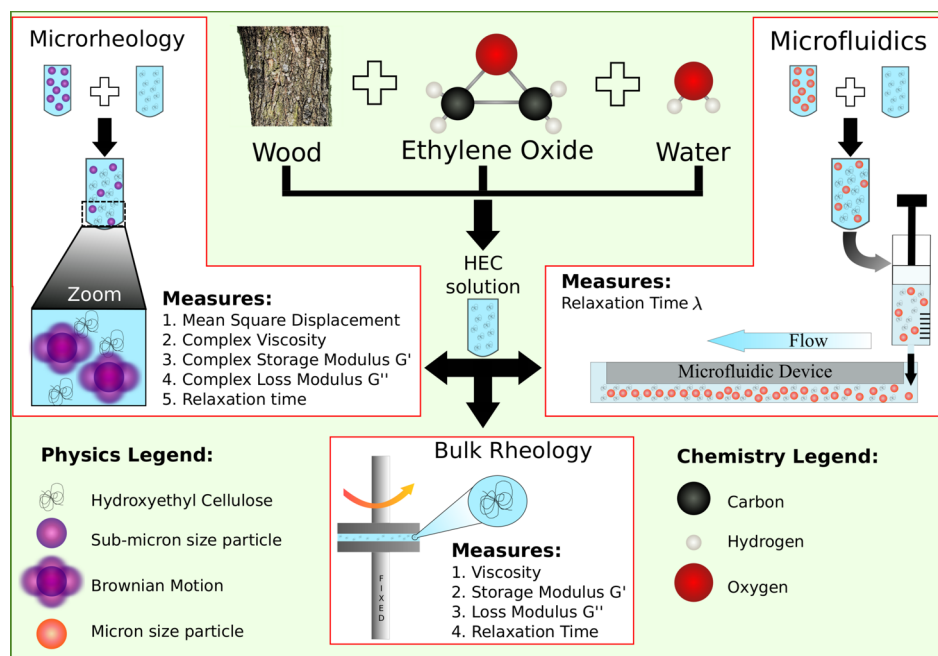 Microrheology
Wood
Ethylene Oxide
Water
Microfluidics
HEC
solution
Zoom
Measures:
1. Mean Square Displacement
2. Complex Viscosity
3. Complex Storage Modulus G'
4. Complex Loss Modulus G''
5. Relaxation time
Measures:
Relaxation Time λ
Flow
Microfluidic Device
Physics Legend:
Hydroxyethyl Cellulose
Sub-micron size particle
Brownian Motion
Micron size particle
Bulk Rheology
FIXED
Measures:
1. Viscosity
2. Storage Modulus G'
3. Loss Modulus G''
4. Relaxation Time
Chemistry Legend:
Carbon
Hydrogen
Oxygen